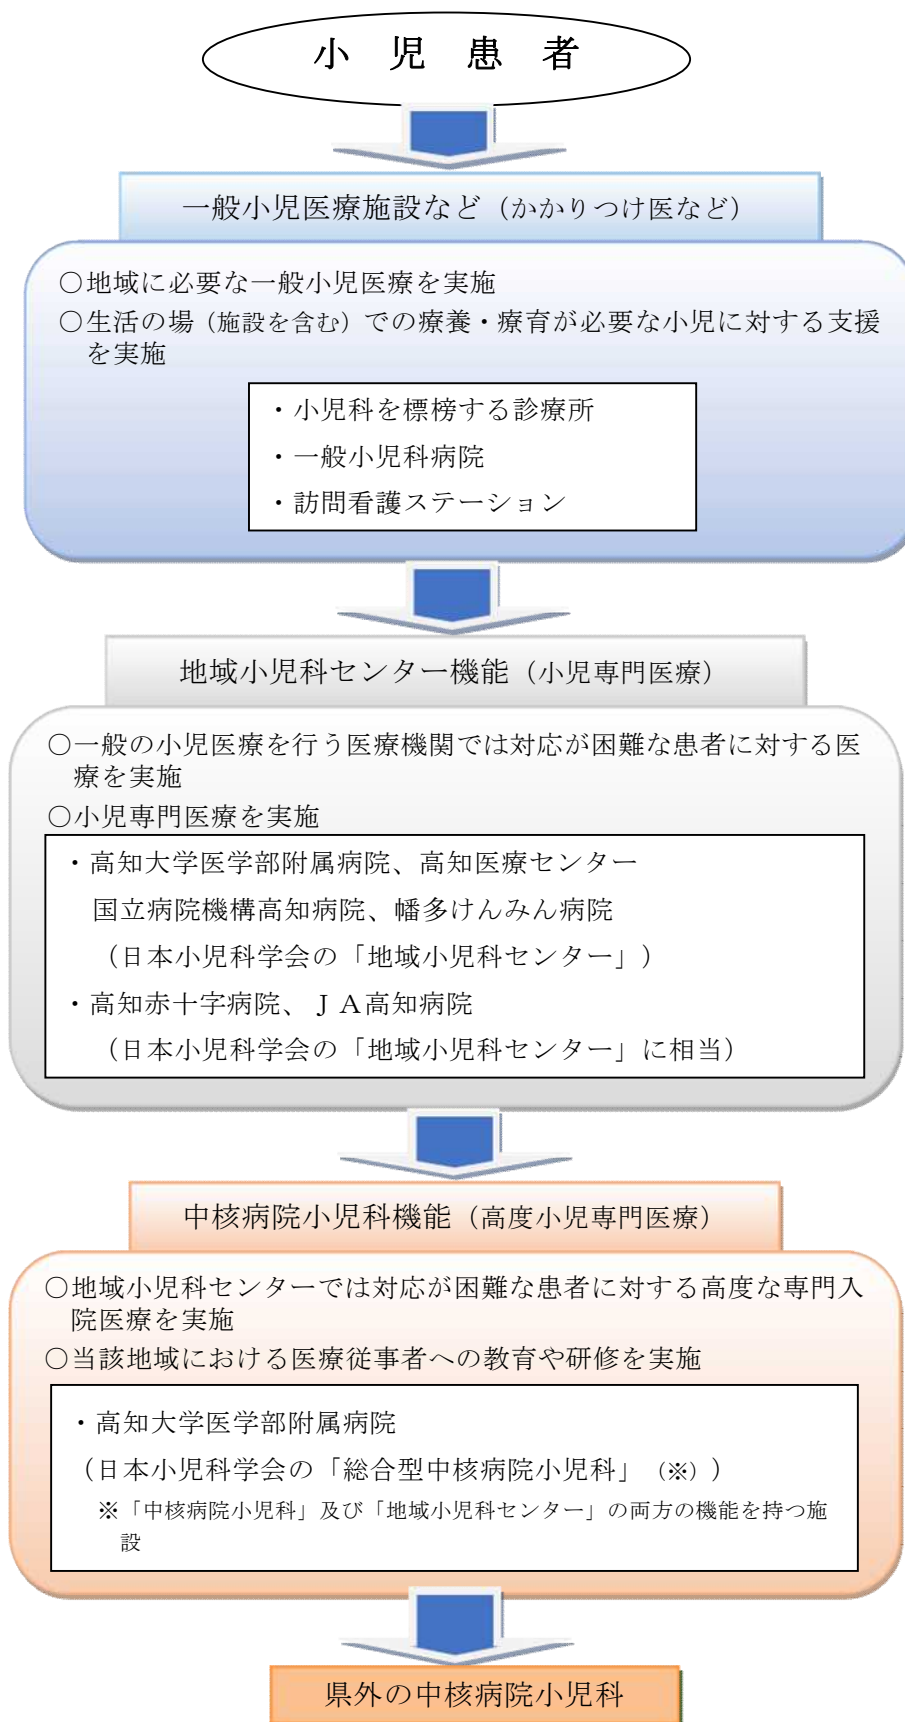 小 児 患 者
一般小児医療施設など（かかりつけ医など）
〇地域に必要な一般小児医療を実施
〇生活の場（施設を含む）での療養・療育が必要な小児に対する支援
を実施
・小児科を標榜する診療所
・一般小児科病院
・訪問看護ステーション
地域小児科センター機能（小児専門医療）
〇一般の小児医療を行う医療機関では対応が困難な患者に対する医
療を実施
〇小児専門医療を実施
・高知大学医学部附属病院、高知医療センター
国立病院機構高知病院、幡多けんみん病院
（日本小児科学会の「地域小児科センター」）
・高知赤十字病院、ＪＡ高知病院
（日本小児科学会の「地域小児科センター」に相当）
中核病院小児科機能（高度小児専門医療）
〇地域小児科センターでは対応が困難な患者に対する高度な専門入
院医療を実施
〇当該地域における医療従事者への教育や研修を実施
・高知大学医学部附属病院
（日本小児科学会の「総合型中核病院小児科」（※））
※「中核病院小児科」及び「地域小児科センター」の両方の機能を持つ施
設
県外の中核病院小児科